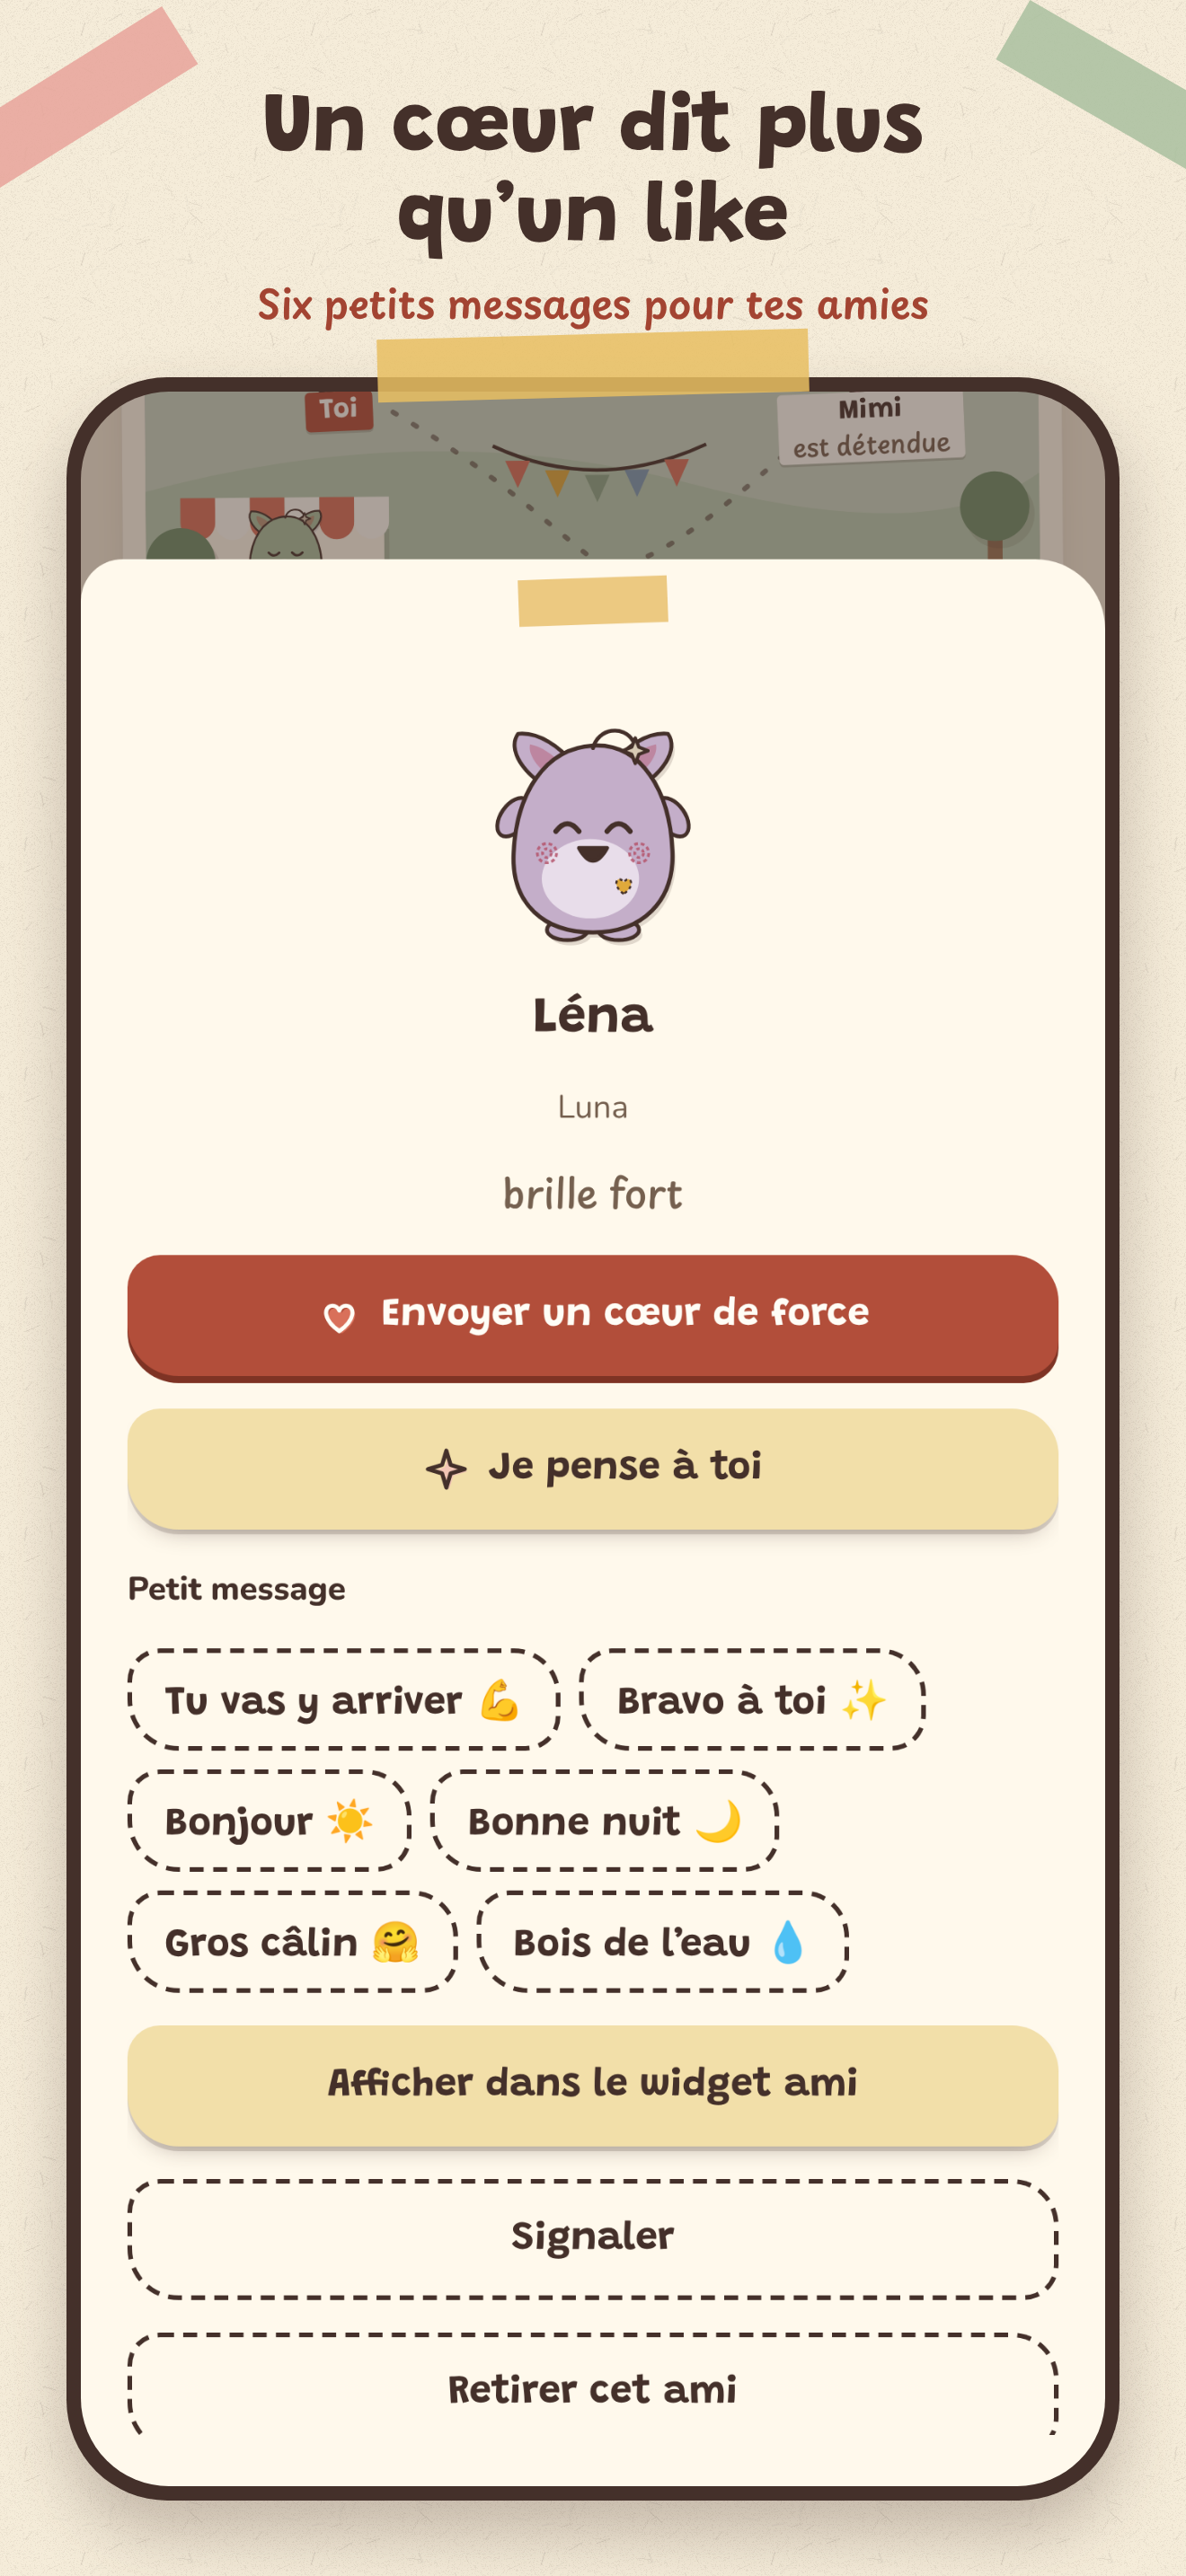 Un cœur dit plus
qu’un like
Six petits messages pour tes amies
Toi
Mimi
est détendue
Léna
Luna
brille fort
Envoyer un cœur de force
Je pense à toi
Petit message
Tu vas y arriver 💪
Bravo à toi ✨
Bonjour ☀️
Bonne nuit 🌙
Gros câlin 🤗
Bois de l’eau 💧
Afficher dans le widget ami
Signaler
Retirer cet ami